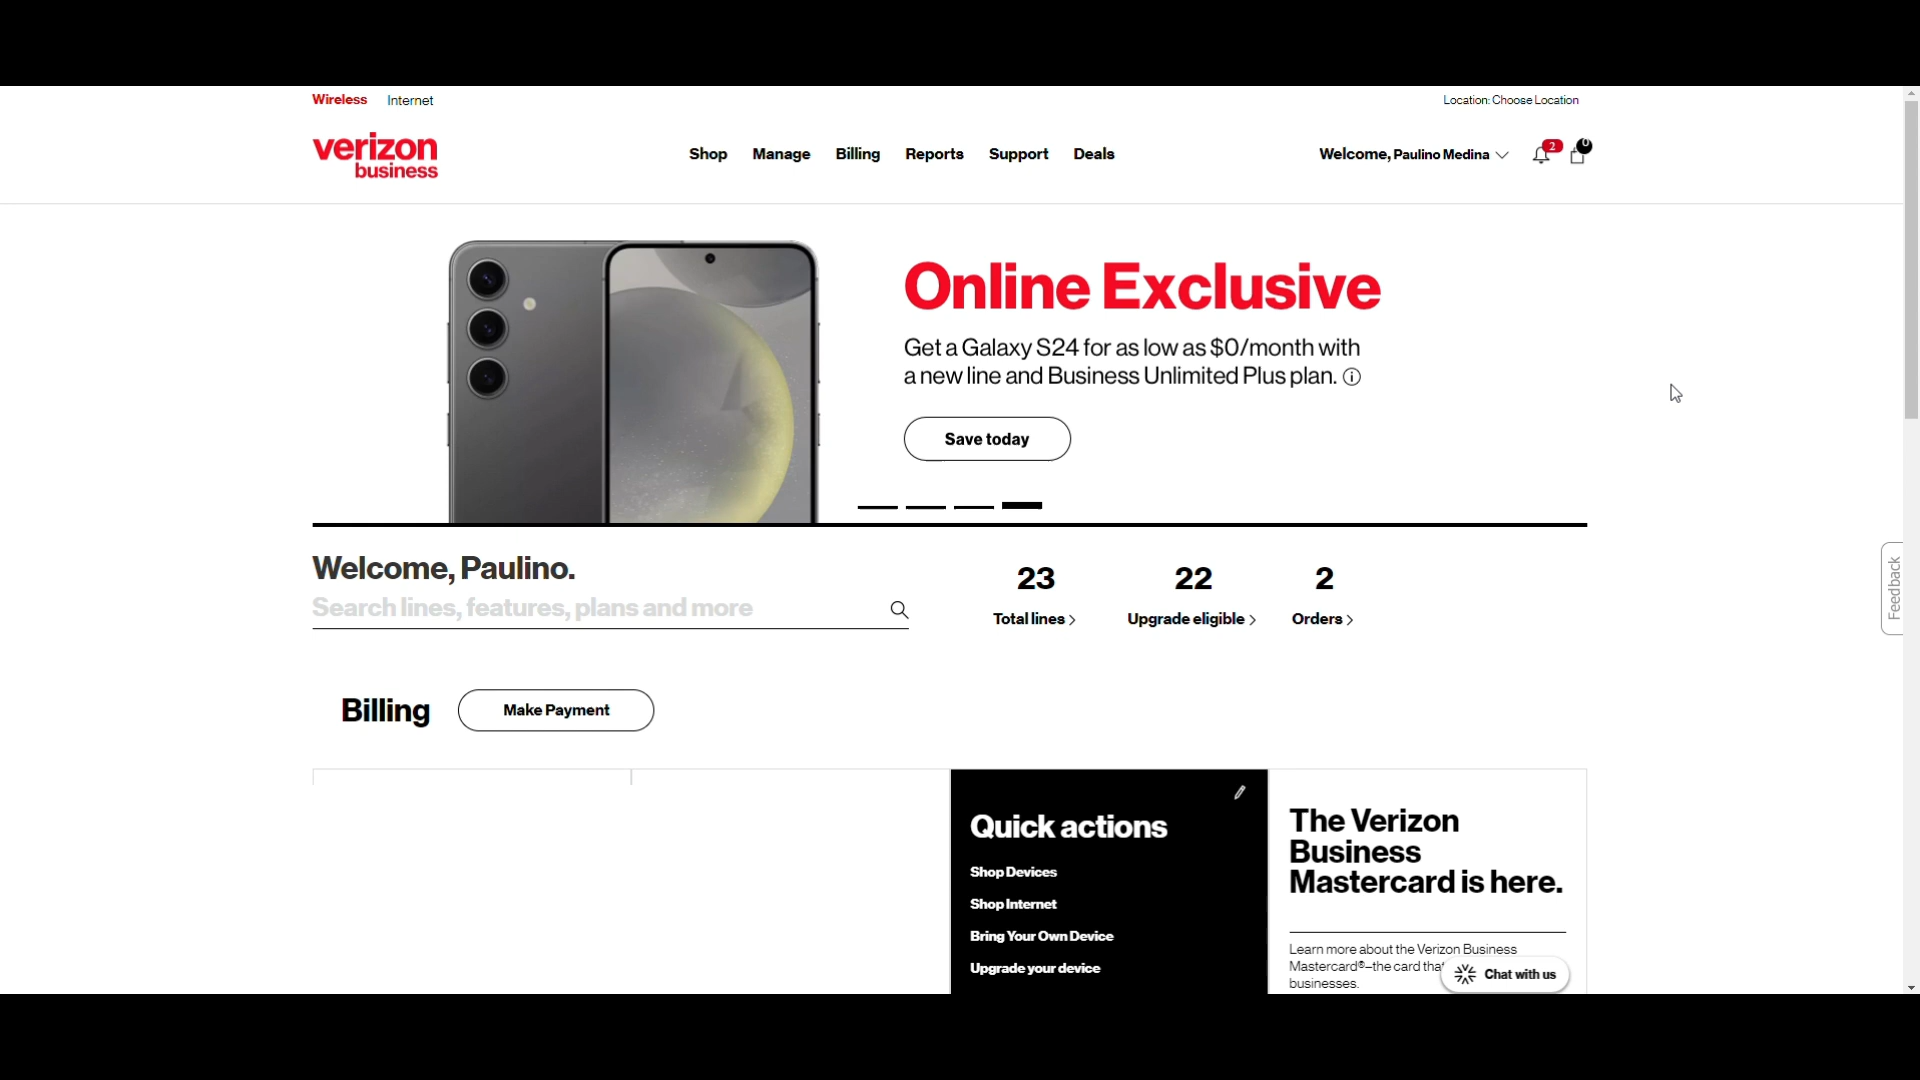 Wireless Internet
Location: Choose Location
verizon
business
Shop Manage Billing Reports Support Deals
Welcome, Paulino Medina
2
0
Online Exclusive
Get a Galaxy S24 for as low as $0/month with
a new line and Business Unlimited Plus plan.
Save today
Welcome, Paulino.
Search lines, features, plans and more
23
Total lines
22
Upgrade eligible
2
Orders
Feedback
Billing
Make Payment
Quick actions
Shop Devices
Shop Internet
Bring Your Own Device
Upgrade your device
The Verizon
Business
Mastercard is here.
Learn more about the Verizon Business
Mastercard®–the card
businesses.
Chat with us